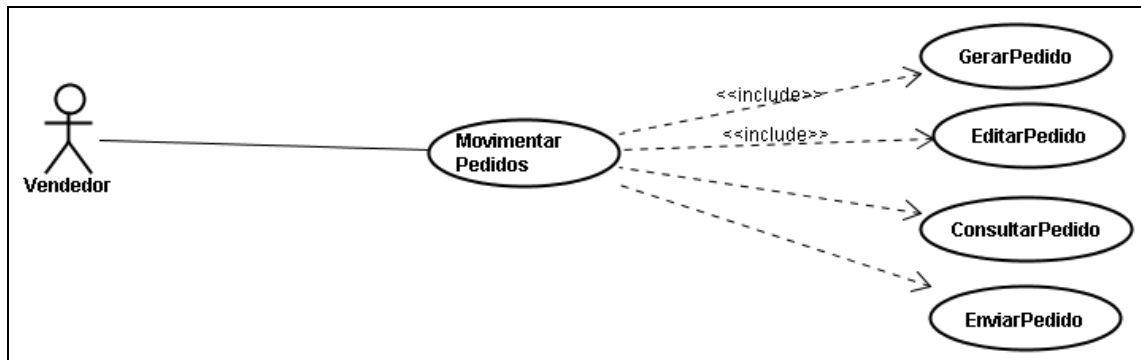 GerarPedido
<<include>>
EditarPedido
<<include>>
Movimentar
Pedidos
Vendedor
ConsultarPedido
EnviarPedido